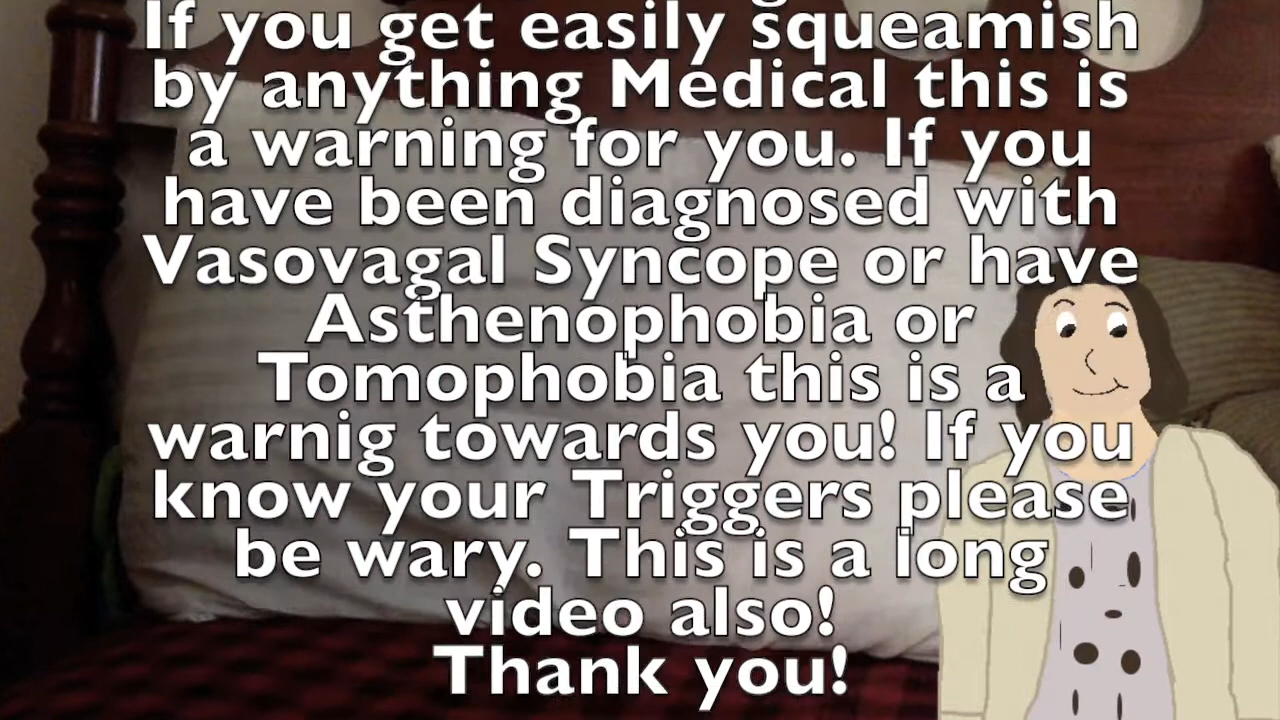 If you get easily squeamish
by anything Medical this is
a warning for you. If you
have been diagnosed with
Vasovagal Syncope or have
Asthenophobia or
Tomophobia this is a
warnig towards you! If you
know your Triggers please
be wary. This is a long
video also!
Thank you!